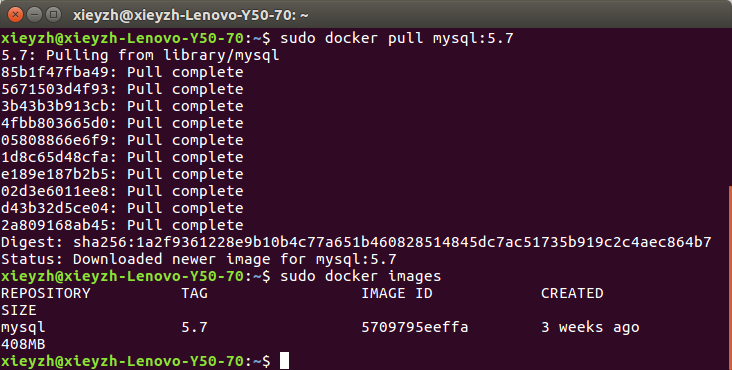 xieyzh@xieyzh-Lenovo-Y50-70: ~
xieyzh@xieyzh-Lenovo-Y50-70:~$ sudo docker pull mysql:5.7
5.7: Pulling from library/mysql
85b1f47fba49: Pull complete
5671503d4f93: Pull complete
3b43b3b913cb: Pull complete
4fbb803665d0: Pull complete
05808866e6f9: Pull complete
1d8c65d48cfa: Pull complete
e189e187b2b5: Pull complete
02d3e6011ee8: Pull complete
d43b32d5ce04: Pull complete
2a809168ab45: Pull complete
Digest: sha256:1a2f9361228e9b10b4c77a651b460828514845dc7ac51735b919c2c4aec864b7
Status: Downloaded newer image for mysql:5.7
xieyzh@xieyzh-Lenovo-Y50-70:~$ sudo docker images
REPOSITORY TAG IMAGE ID CREATED
SIZE
mysql 5.7 5709795eeffa 3 weeks ago
408MB
xieyzh@xieyzh-Lenovo-Y50-70:~$